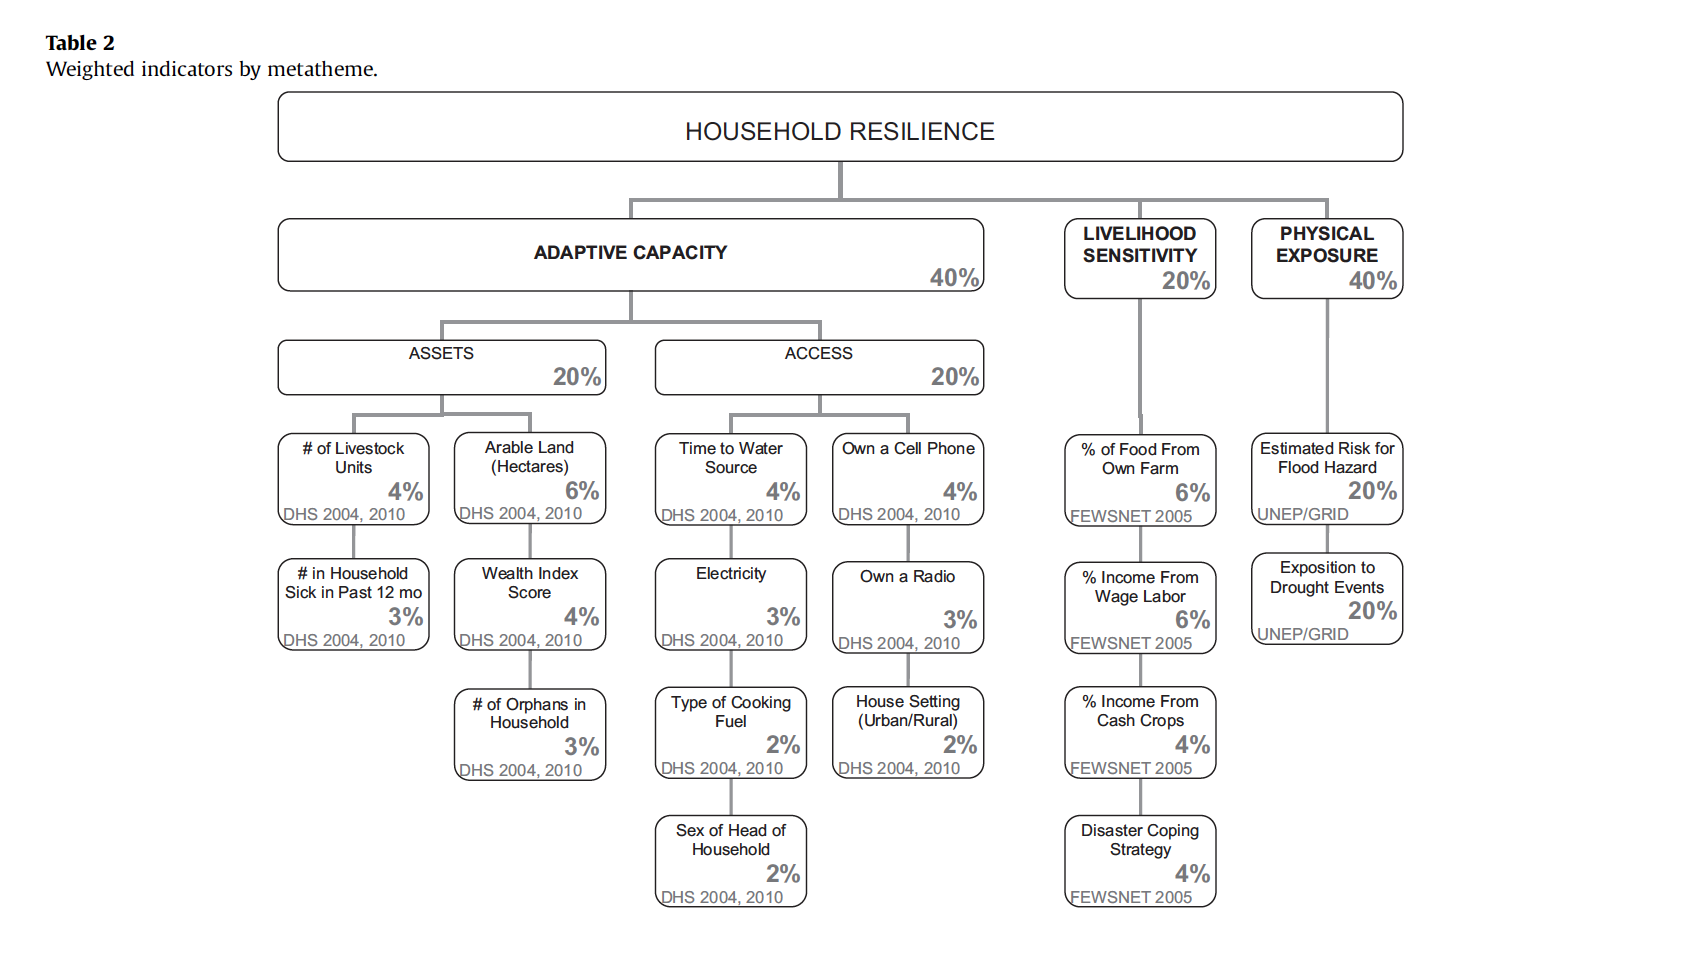 Table 2
Weighted indicators by metatheme.
HOUSEHOLD RESILIENCE
ADAPTIVE CAPACITY
40%
LIVELIHOOD
SENSITIVITY
20%
PHYSICAL
EXPOSURE
40%
ASSETS
20%
ACCESS
20%
# of Livestock
Units
4%
DHS 2004, 2010
Arable Land
(Hectares)
6%
DHS 2004, 2010
Time to Water
Source
4%
DHS 2004, 2010
Own a Cell Phone
4%
DHS 2004, 2010
% of Food From
Own Farm
6%
FEWSNET 2005
Estimated Risk for
Flood Hazard
20%
UNEP/GRID
# in Household
Sick in Past 12 mo
3%
DHS 2004, 2010
Wealth Index
Score
4%
DHS 2004, 2010
Electricity
3%
DHS 2004, 2010
Own a Radio
3%
DHS 2004, 2010
% Income From
Wage Labor
6%
FEWSNET 2005
Exposition to
Drought Events
20%
UNEP/GRID
# of Orphans in
Household
3%
DHS 2004, 2010
Type of Cooking
Fuel
2%
DHS 2004, 2010
House Setting
(Urban/Rural)
2%
DHS 2004, 2010
% Income From
Cash Crops
4%
FEWSNET 2005
Sex of Head of
Household
2%
DHS 2004, 2010
Disaster Coping
Strategy
4%
FEWSNET 2005